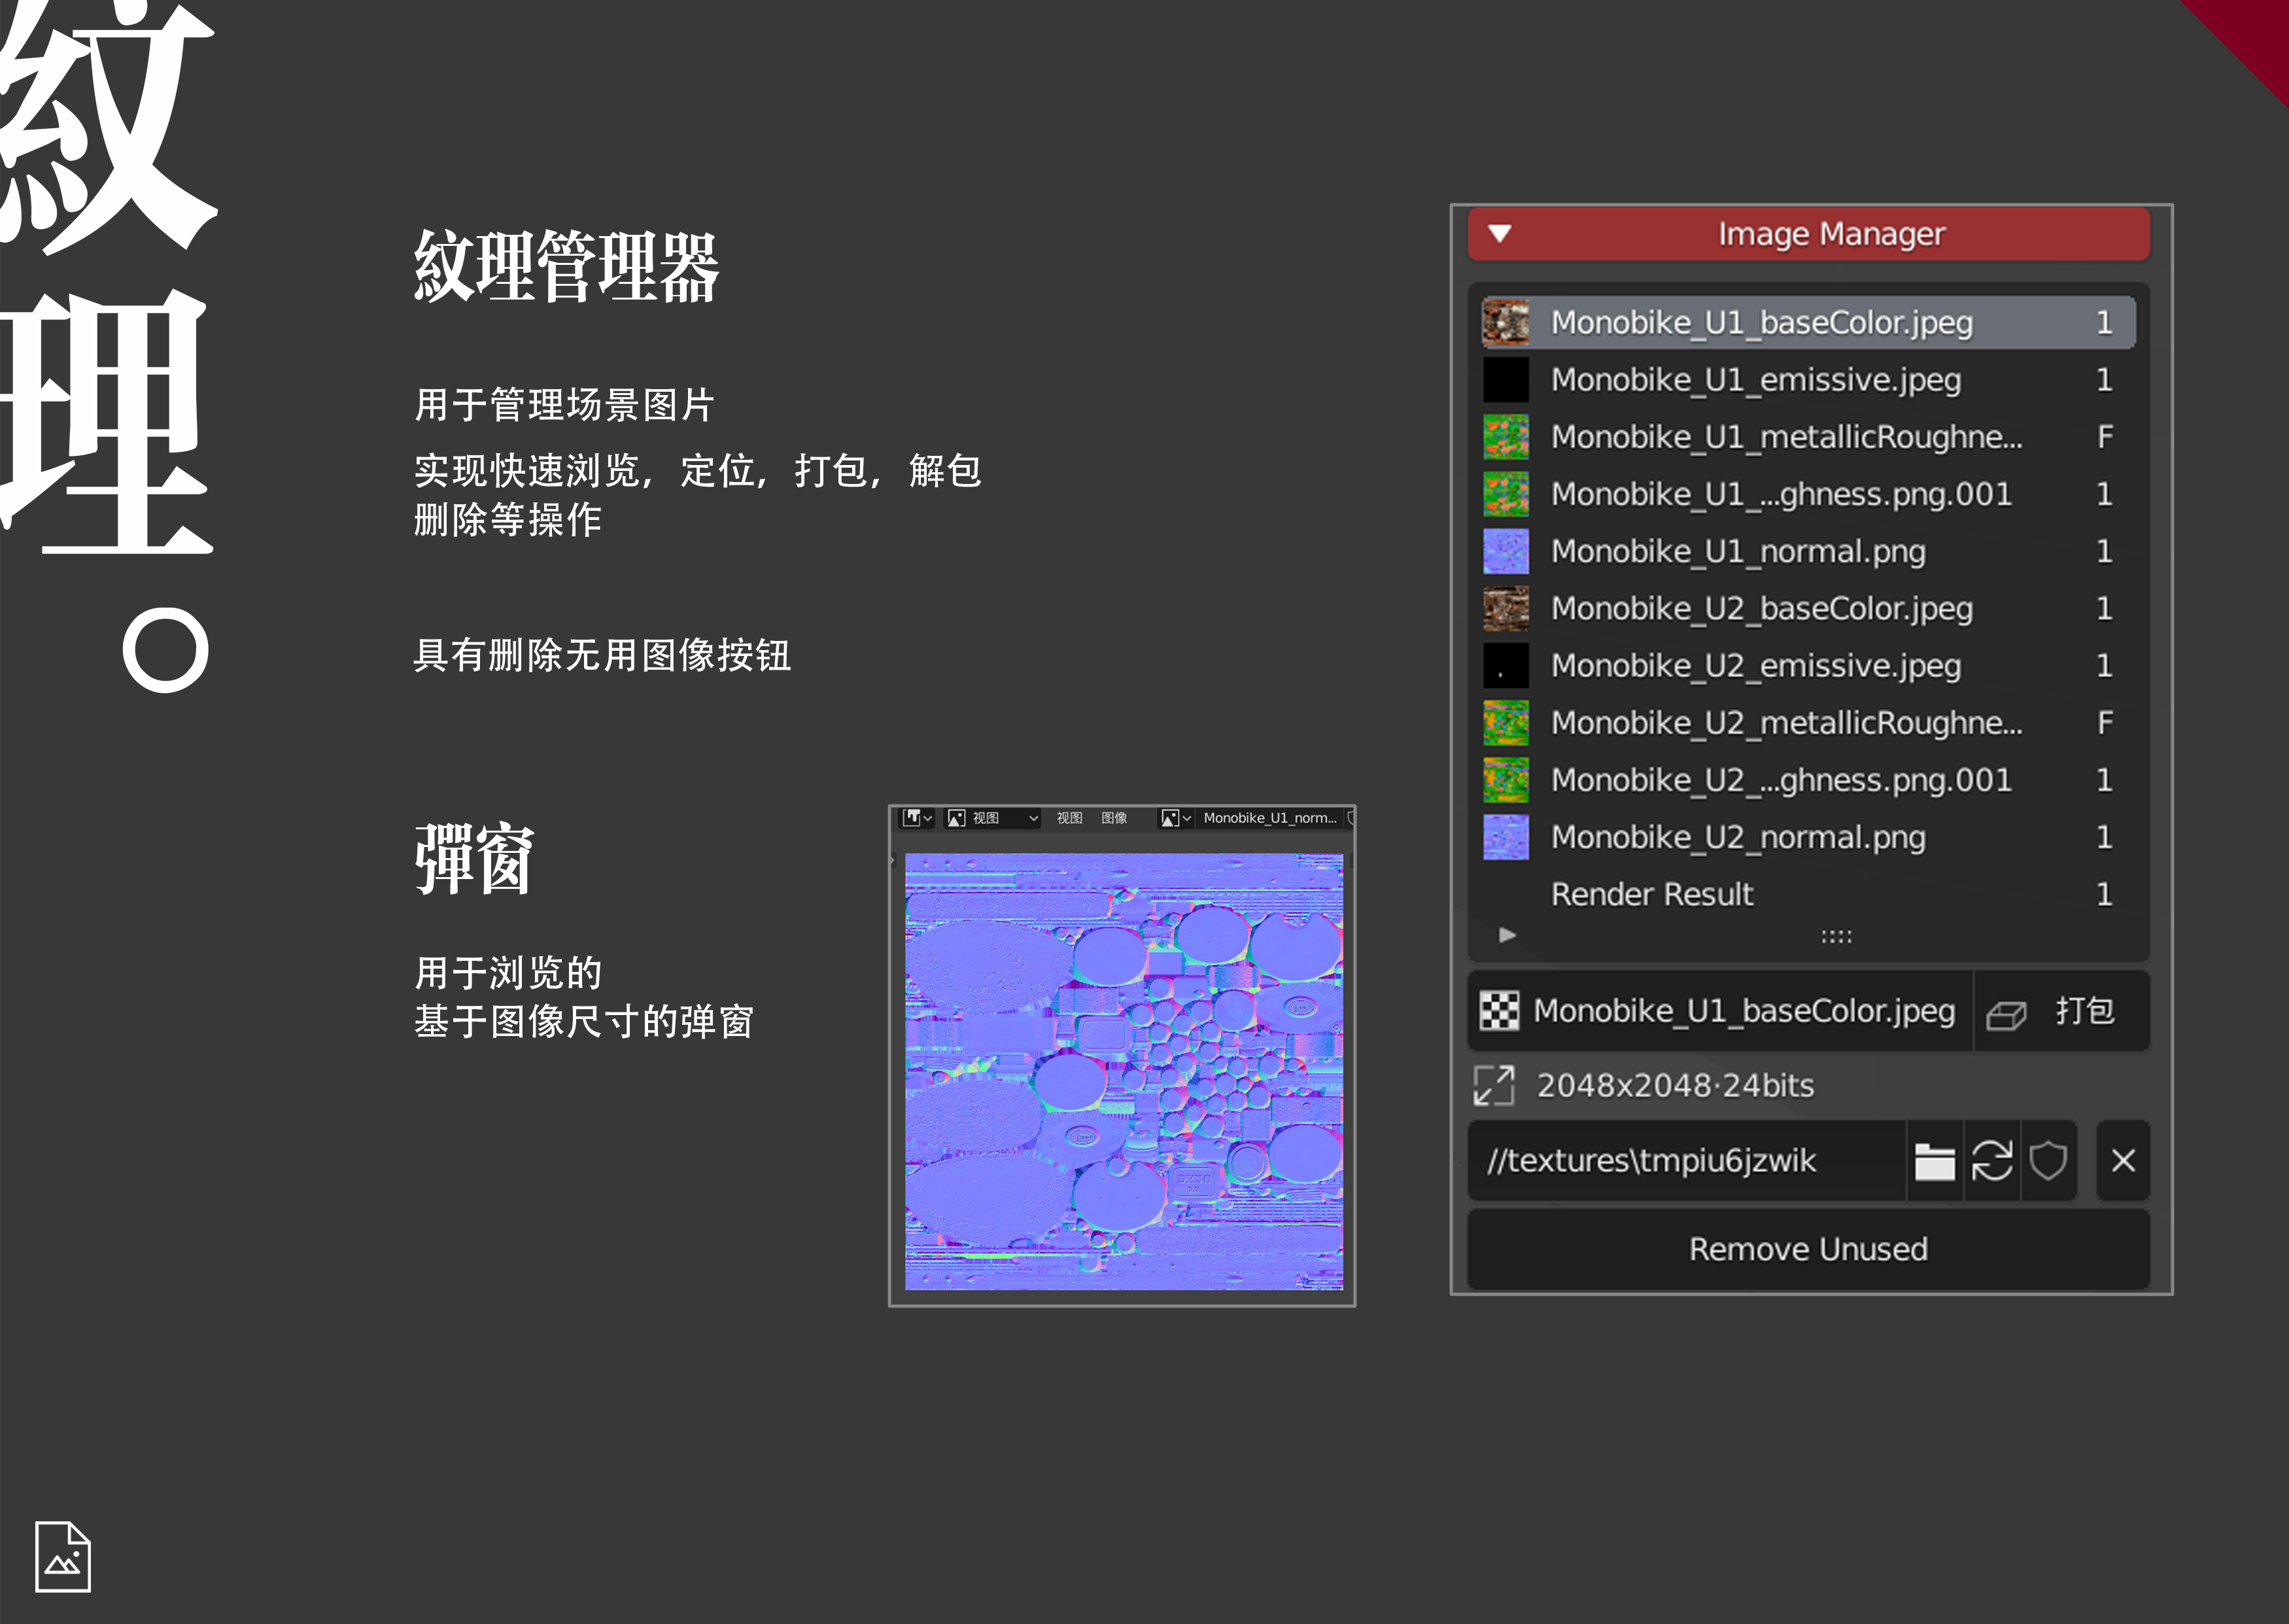 紋理
紋理管理器
用于管理场景图片
实现快速浏览，定位，打包，解包
删除等操作
具有删除无用图像按钮
彈窗
用于浏览的
基于图像尺寸的弹窗
视图 视图 图像 Monobike_U1_norm...
Image Manager
Monobike_U1_baseColor.jpeg 1
Monobike_U1_emissive.jpeg 1
Monobike_U1_metallicRoughne... F
Monobike_U1_...ghness.png.001 1
Monobike_U1_normal.png 1
Monobike_U2_baseColor.jpeg 1
Monobike_U2_emissive.jpeg 1
Monobike_U2_metallicRoughne... F
Monobike_U2_...ghness.png.001 1
Monobike_U2_normal.png 1
Render Result 1
Monobike_U1_baseColor.jpeg 打包
2048x2048·24bits
//textures\tmpiu6jzwik
Remove Unused